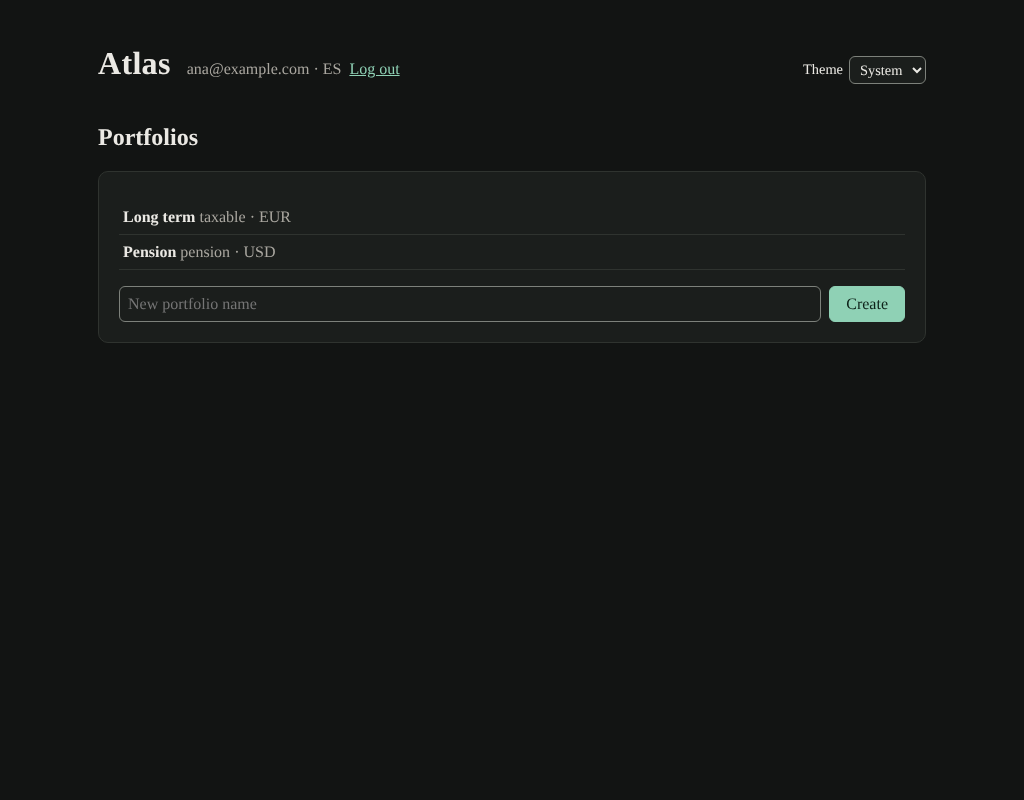 Atlas ana@example.com · ES Log out Theme System
Portfolios
Long term taxable · EUR
Pension pension · USD
New portfolio name Create